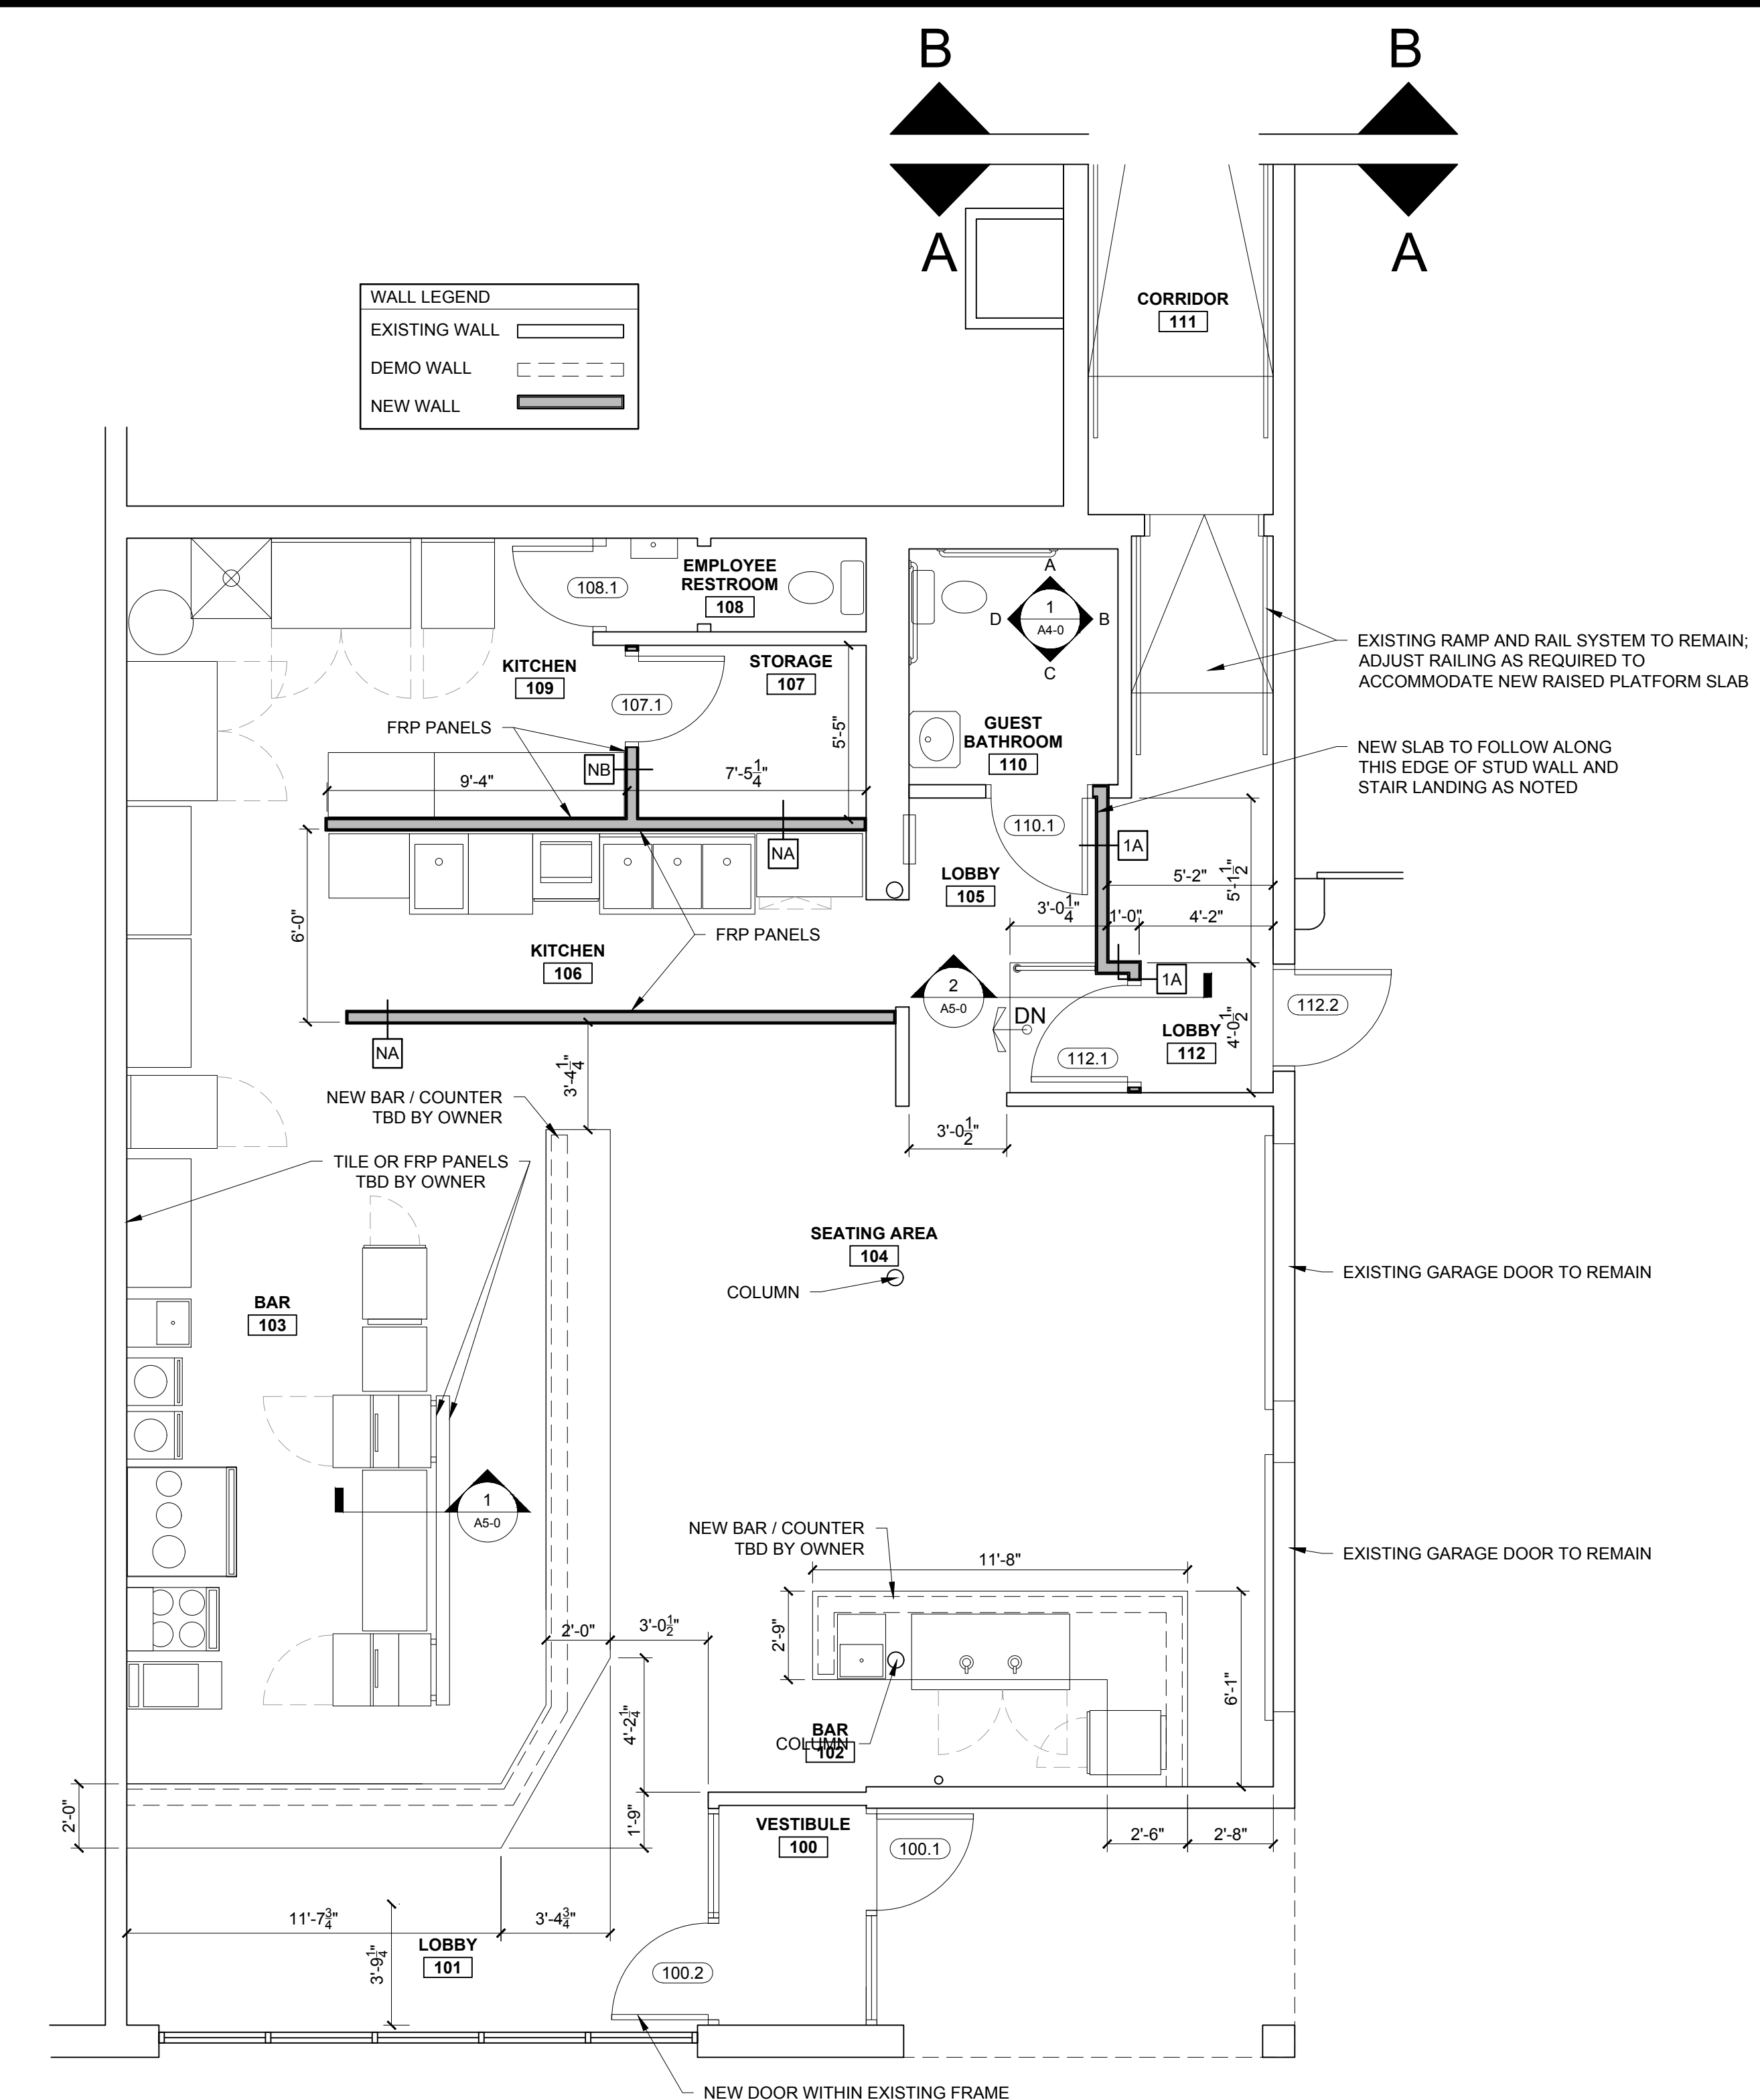 B
B
A
A
CORRIDOR
111
WALL LEGEND
EXISTING WALL
DEMO WALL
NEW WALL
108.1
EMPLOYEE
RESTROOM
108
A
D
1
A4-0
B
C
KITCHEN
109
STORAGE
107
107.1
5'-5"
EXISTING RAMP AND RAIL SYSTEM TO REMAIN;
ADJUST RAILING AS REQUIRED TO
ACCOMMODATE NEW RAISED PLATFORM SLAB
FRP PANELS
GUEST
BATHROOM
110
NEW SLAB TO FOLLOW ALONG
THIS EDGE OF STUD WALL AND
STAIR LANDING AS NOTED
NB
9'-4"
7'-5 1/4"
NA
110.1
1A
LOBBY
105
5'-2"
5'-1 1/2"
3'-0 1/4"
1'-0"
4'-2"
6'-0"
FRP PANELS
KITCHEN
106
1A
2
A5-0
DN
112.2
LOBBY
112
4'-0 1/2"
112.1
NA
3'-4 1/4"
NEW BAR / COUNTER
TBD BY OWNER
3'-0 1/2"
TILE OR FRP PANELS
TBD BY OWNER
SEATING AREA
104
COLUMN
EXISTING GARAGE DOOR TO REMAIN
BAR
103
1
A5-0
NEW BAR / COUNTER
TBD BY OWNER
11'-8"
EXISTING GARAGE DOOR TO REMAIN
2'-0"
3'-0 1/2"
2'-9"
6'-1"
4'-2 1/4"
BAR
102
COLUMN
2'-0"
1'-9"
VESTIBULE
100
100.1
2'-6"
2'-8"
11'-7 3/4"
3'-4 3/4"
3'-9 1/4"
LOBBY
101
100.2
NEW DOOR WITHIN EXISTING FRAME